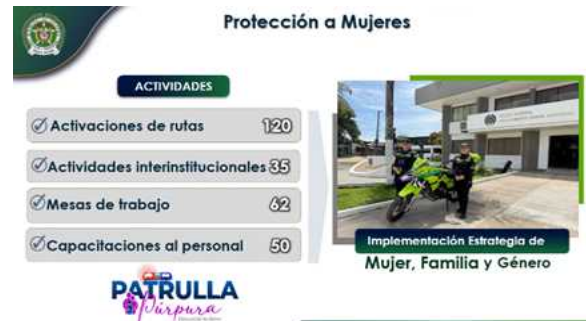 Protección a Mujeres
ACTIVIDADES
Activaciones de rutas 120
Actividades interinstitucionales 35
Mesas de trabajo 62
Capacitaciones al personal 50
Implementación Estrategia de
Mujer, Familia y Género
PATRULLA
Púrpura